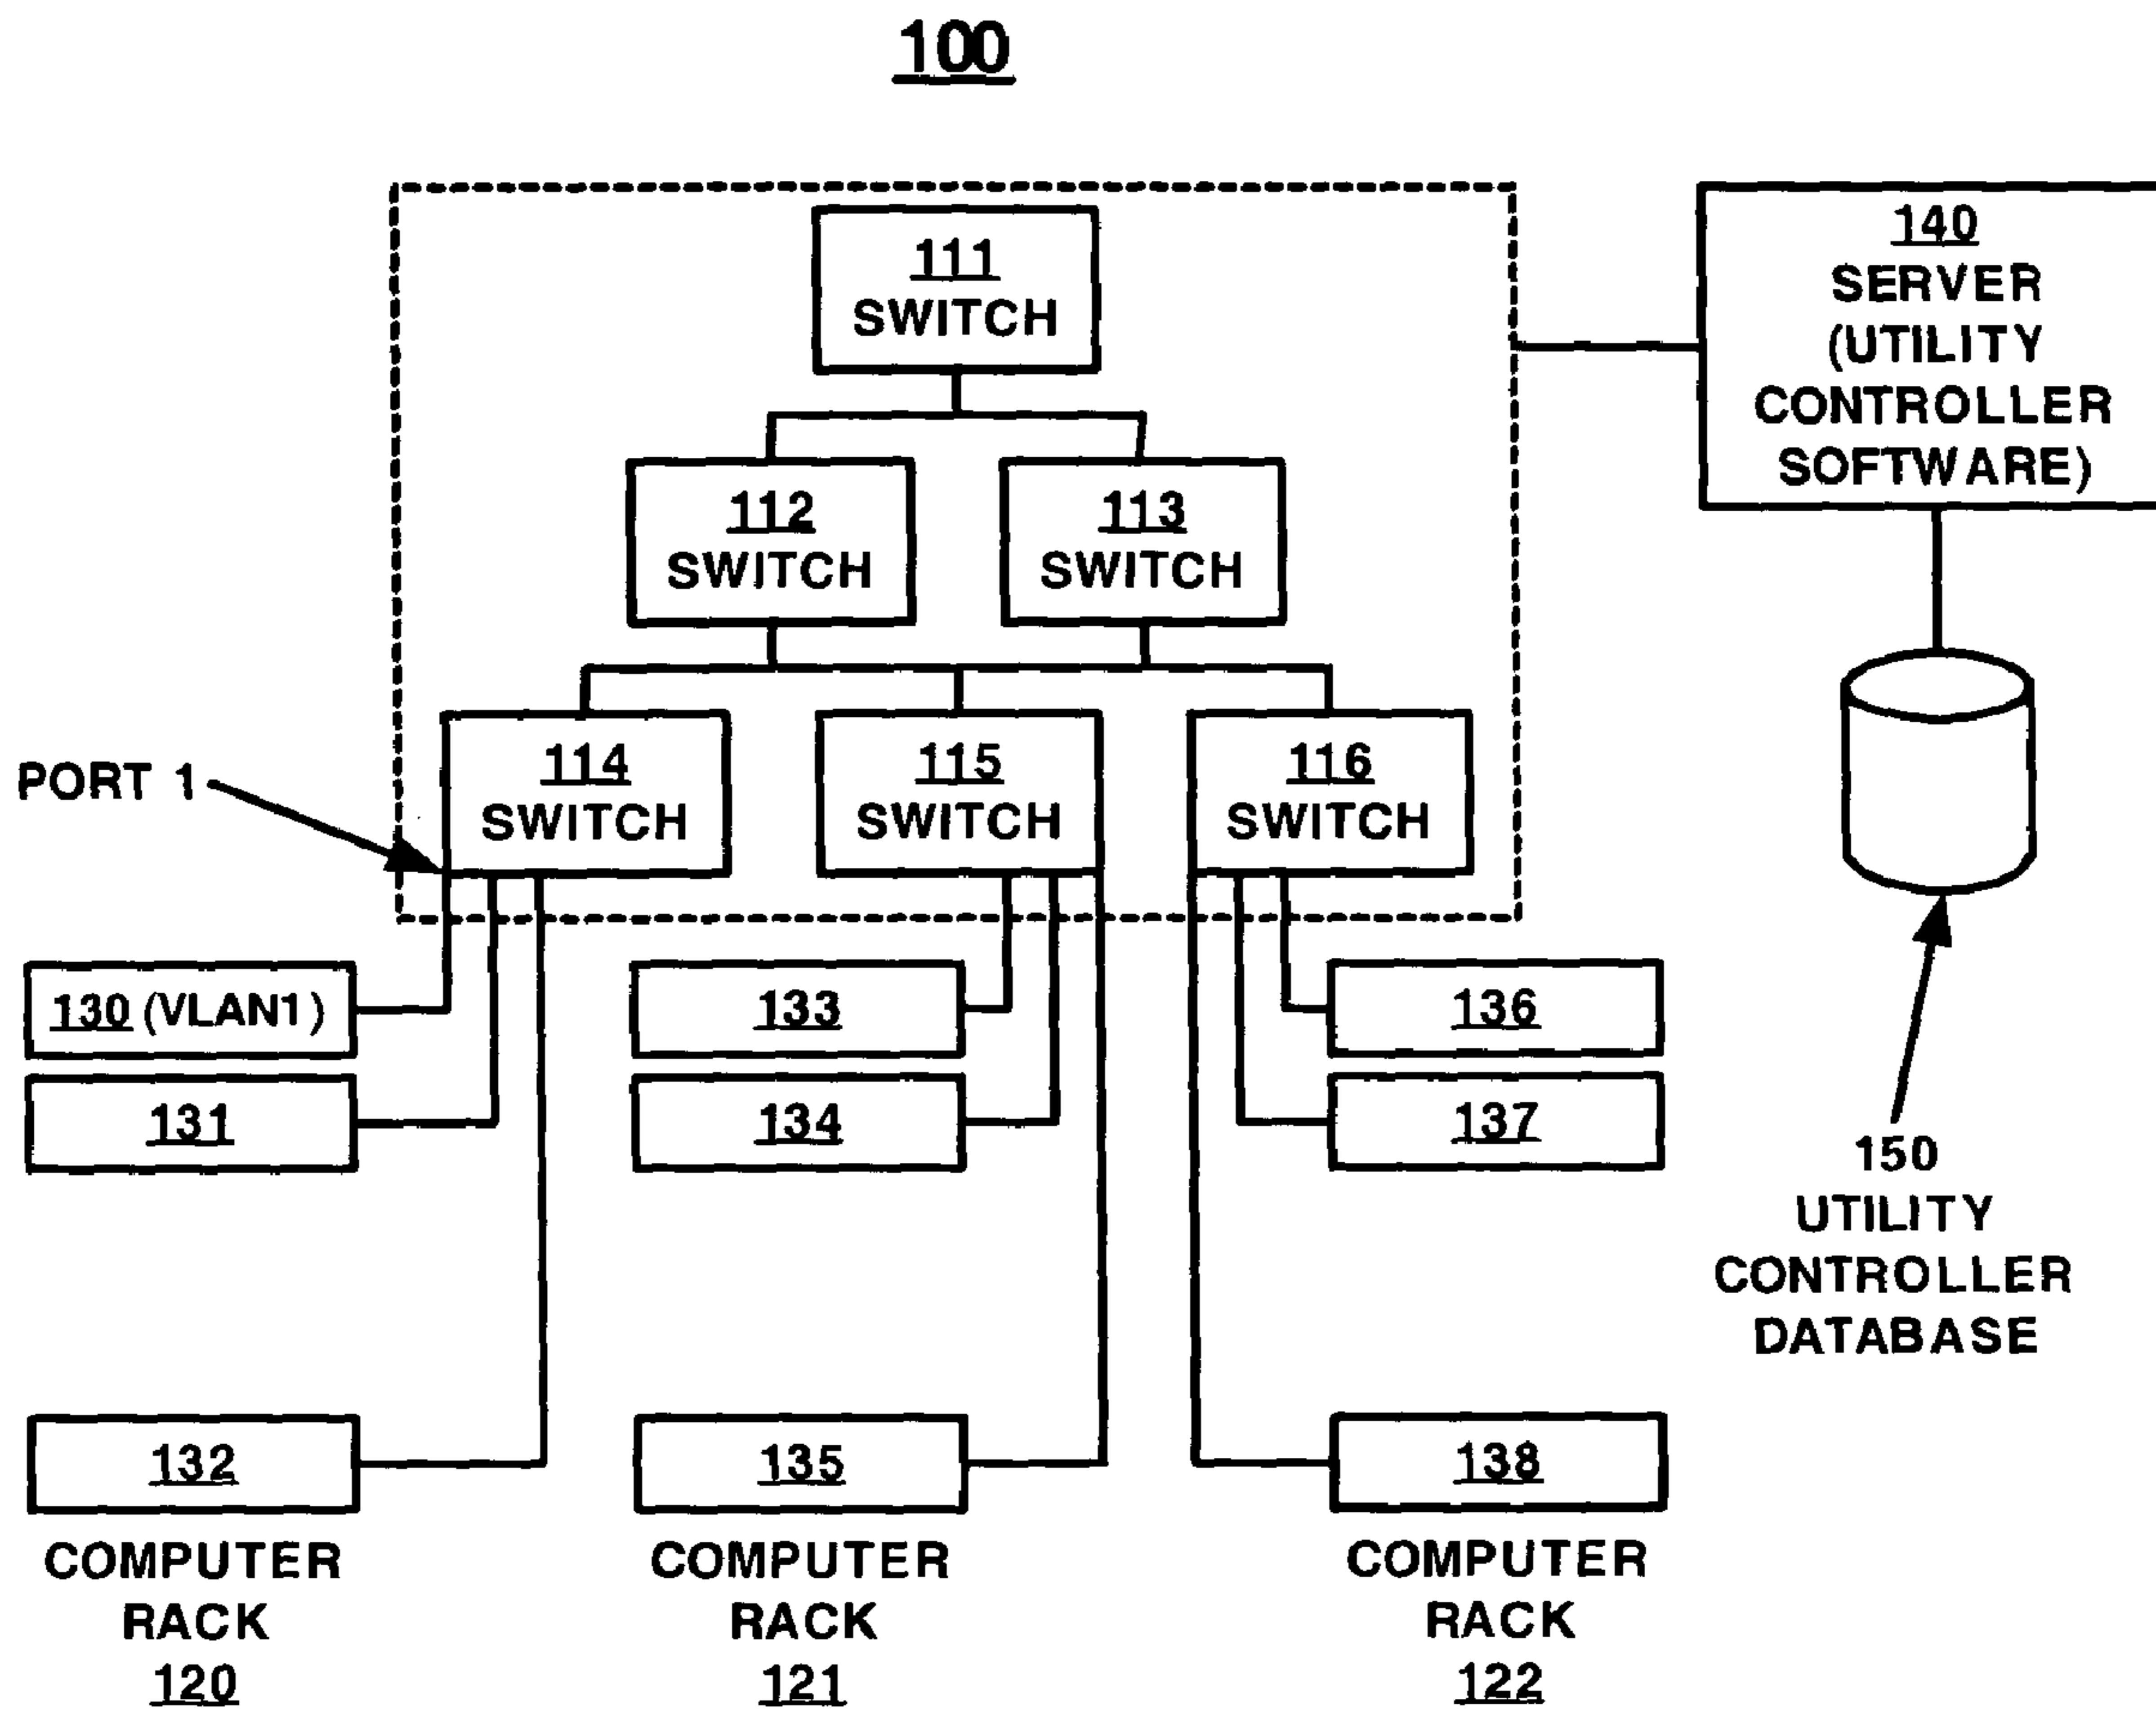 100
111
SWITCH
140
SERVER
(UTILITY
CONTROLLER
SOFTWARE)
112
SWITCH
113
SWITCH
PORT 1
114
SWITCH
115
SWITCH
116
SWITCH
130 (VLAN1)
131
132
133
134
135
136
137
138
150
UTILITY
CONTROLLER
DATABASE
COMPUTER
RACK
120
COMPUTER
RACK
121
COMPUTER
RACK
122